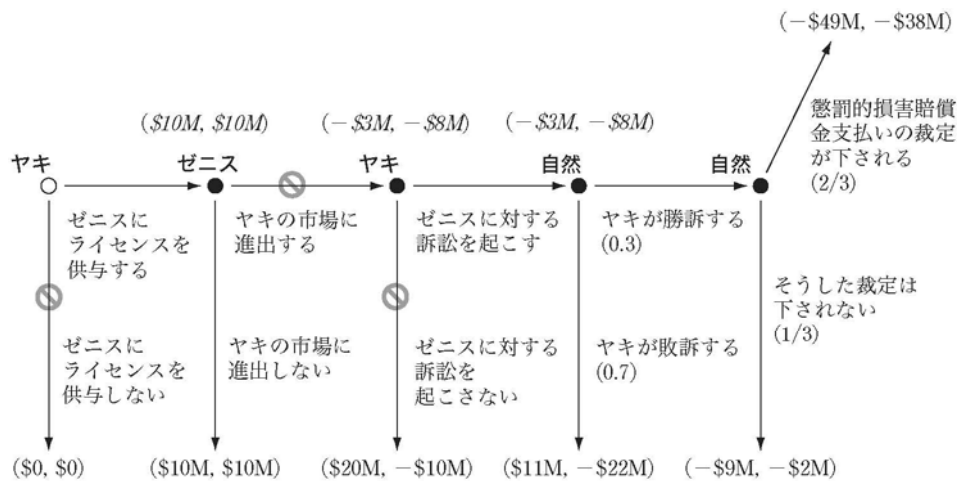 (−$49M, −$38M)
($10M, $10M)
(−$3M, −$8M)
(−$3M, −$8M)
懲罰的損害賠償
金支払いの裁定
が下される
(2/3)
ヤキ
ゼニス
ヤキ
自然
自然
ゼニスに
ライセンスを
供与する
ヤキの市場に
進出する
ゼニスに対する
訴訟を起こす
ヤキが勝訴する
(0.3)
そうした裁定は
下されない
(1/3)
ゼニスに
ライセンスを
供与しない
ヤキの市場に
進出しない
ゼニスに対する
訴訟を
起こさない
ヤキが敗訴する
(0.7)
($0, $0)
($10M, $10M)
($20M, −$10M)
($11M, −$22M)
(−$9M, −$2M)